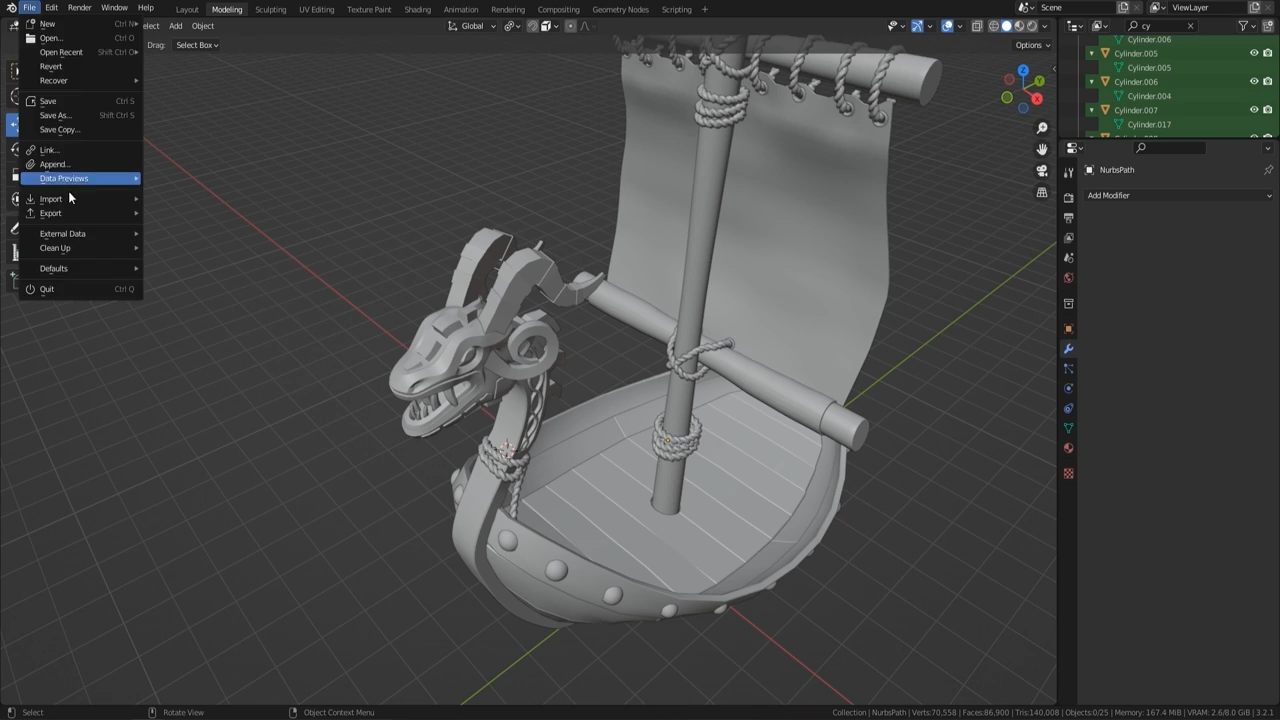 File Edit Render Window Help Layout Modeling Sculpting UV Editing Texture Paint Shading Animation Rendering Compositing Geometry Nodes Scripting + Scene ViewLayer
New Ctrl N
Open... Ctrl O
Open Recent Shift Ctrl O
Revert
Recover
Save Ctrl S
Save As... Shift Ctrl S
Save Copy...
Link...
Append...
Data Previews
Import
Export
External Data
Clean Up
Defaults
Quit Ctrl Q
Add Object
Global
Drag: Select Box
Options
Z
Y
X
cy
Cylinder.006
Cylinder.005
Cylinder.005
Cylinder.006
Cylinder.004
Cylinder.007
Cylinder.017
NurbsPath
Add Modifier
Select Rotate View Object Context Menu Collection | NurbsPath | Verts:70,558 | Faces:86,900 | Tris:140,008 | Objects:0/25 | Memory: 167.4 MiB | VRAM: 2.6/8.0 GiB | 3.2.1